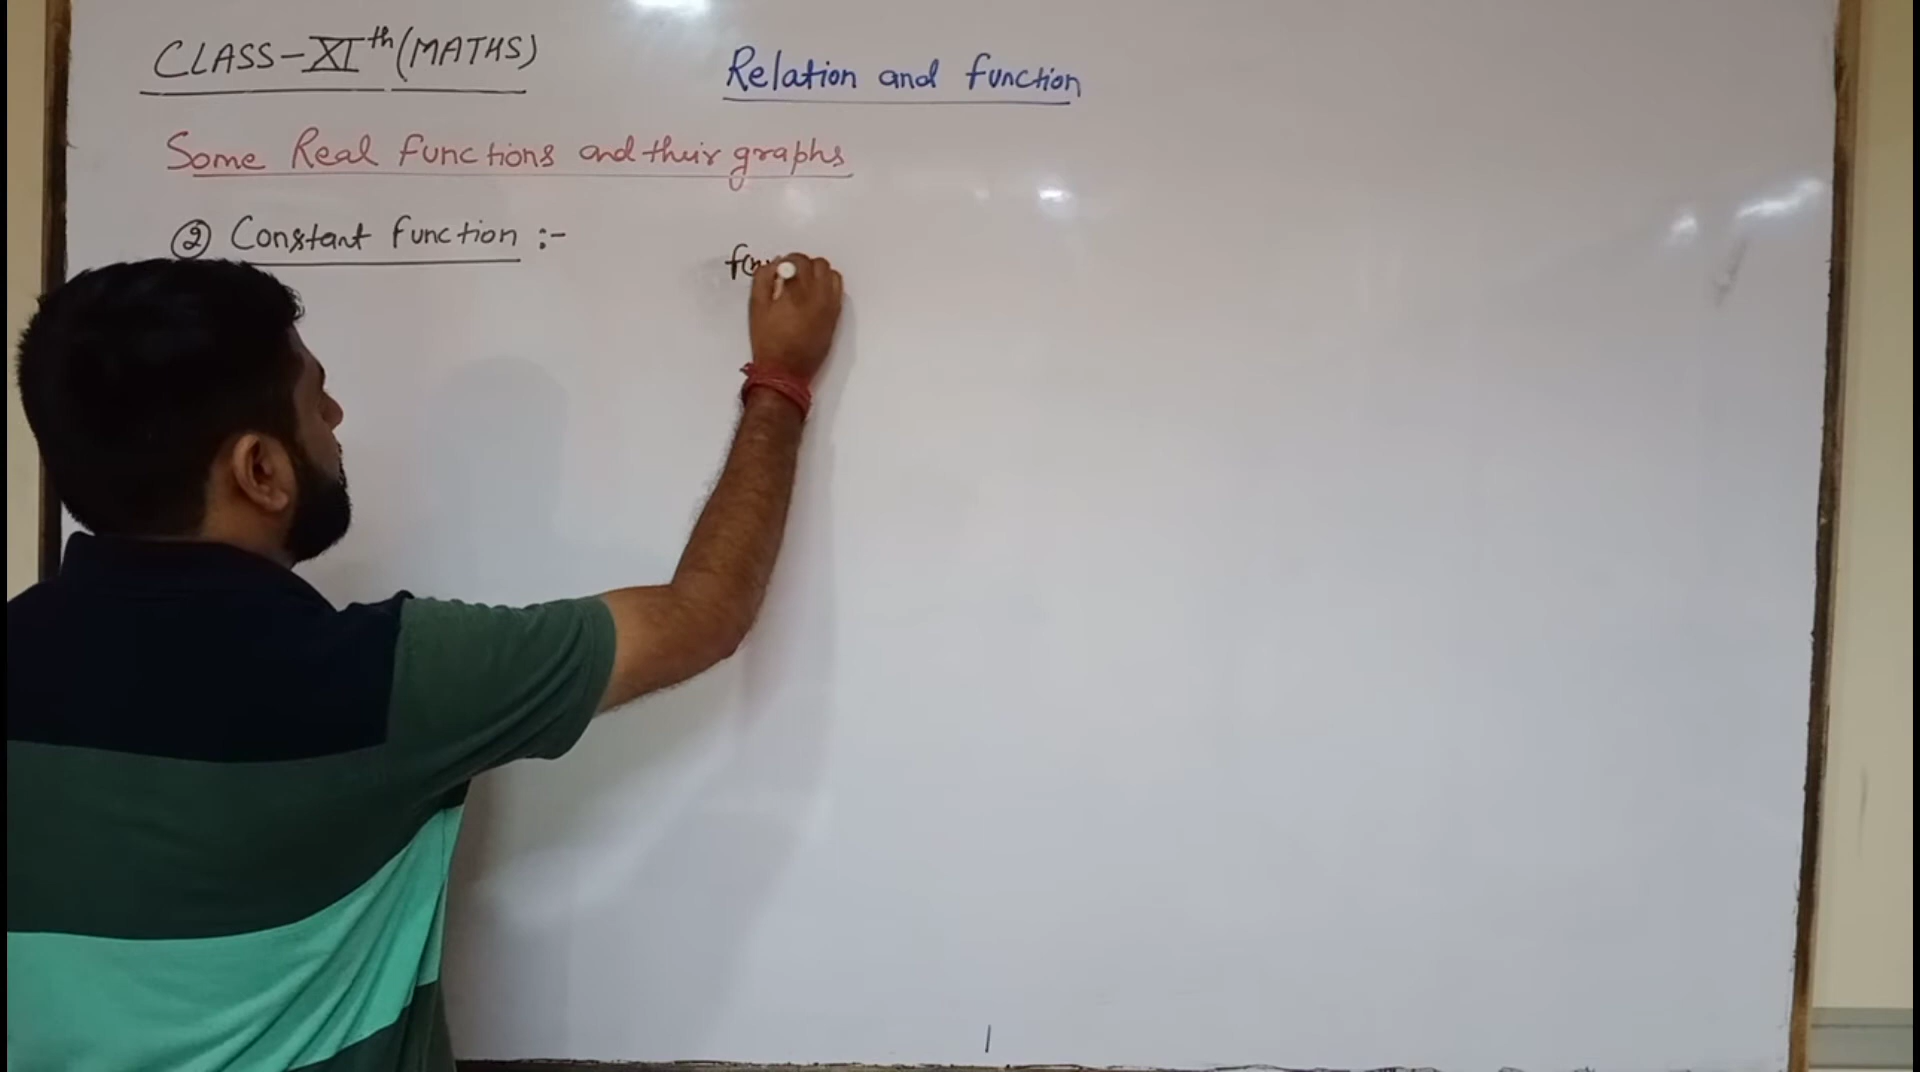 CLASS-XIth (MATHS)
Relation and function
Some Real functions and their graphs
② Constant function :-